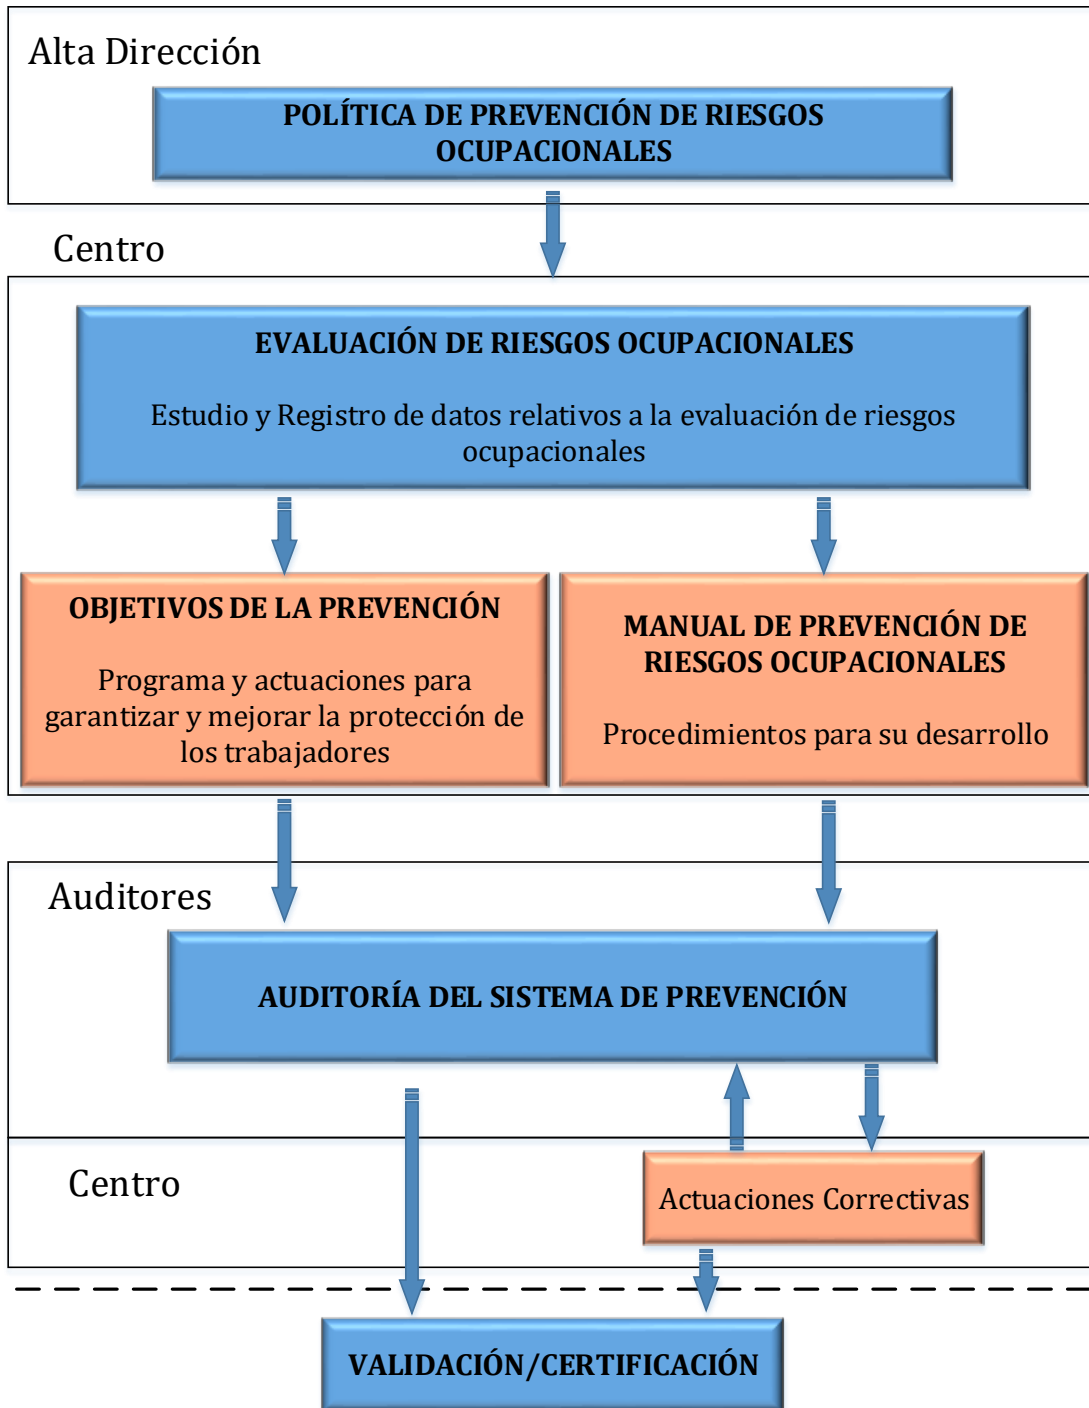 Alta Dirección
POLÍTICA DE PREVENCIÓN DE RIESGOS
OCUPACIONALES
Centro
EVALUACIÓN DE RIESGOS OCUPACIONALES
Estudio y Registro de datos relativos a la evaluación de riesgos
ocupacionales
OBJETIVOS DE LA PREVENCIÓN
Programa y actuaciones para
garantizar y mejorar la protección de
los trabajadores
MANUAL DE PREVENCIÓN DE
RIESGOS OCUPACIONALES
Procedimientos para su desarrollo
Auditores
AUDITORÍA DEL SISTEMA DE PREVENCIÓN
Centro
Actuaciones Correctivas
VALIDACIÓN/CERTIFICACIÓN